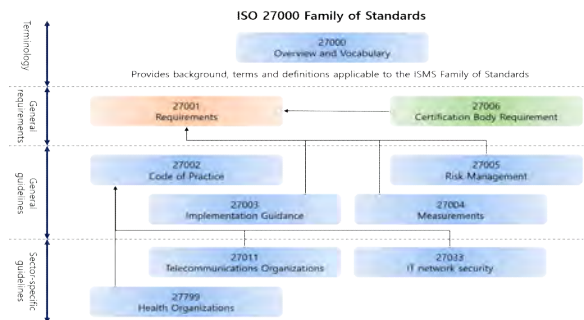 ISO 27000 Family of Standards
Terminology
27000
Overview and Vocabulary
Provides background, terms and definitions applicable to the ISMS Family of Standards
General
requirements
27001
Requirements
27006
Certification Body Requirement
General
guidelines
27002
Code of Practice
27005
Risk Management
27003
Implementation Guidance
27004
Measurements
Sector-specific
guidelines
27011
Telecommunications Organizations
27033
IT network security
27799
Health Organizations